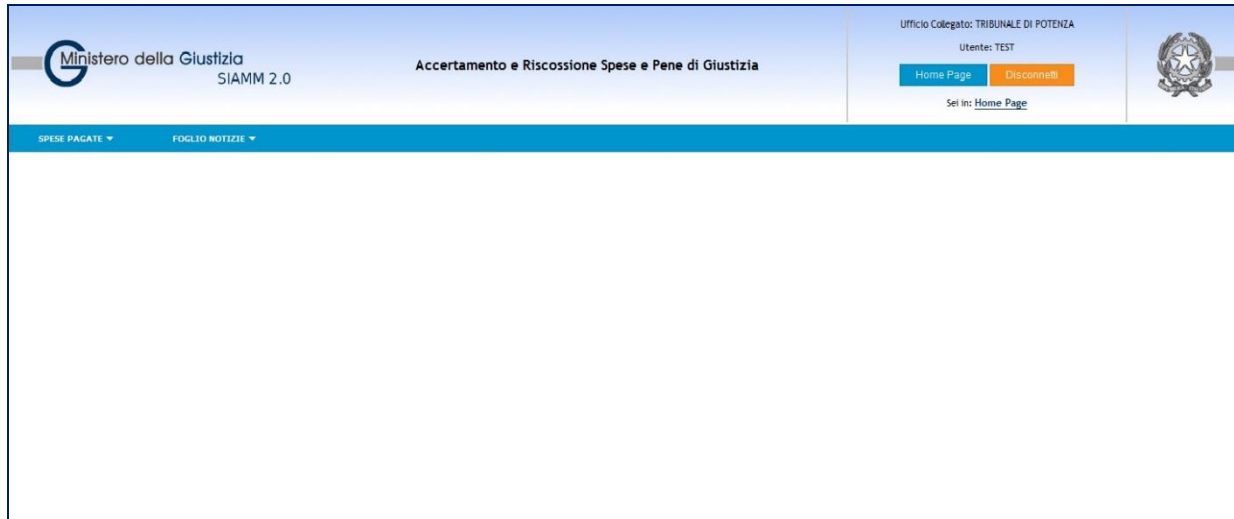 Ministero della Giustizia
SIAMM 2.0
Accertamento e Riscossione Spese e Pene di Giustizia
Ufficio Collegato: TRIBUNALE DI POTENZA
Utente: TEST
Home Page Disconnetti
Sei in: Home Page
SPESE PAGATE FOGLIO NOTIZIE